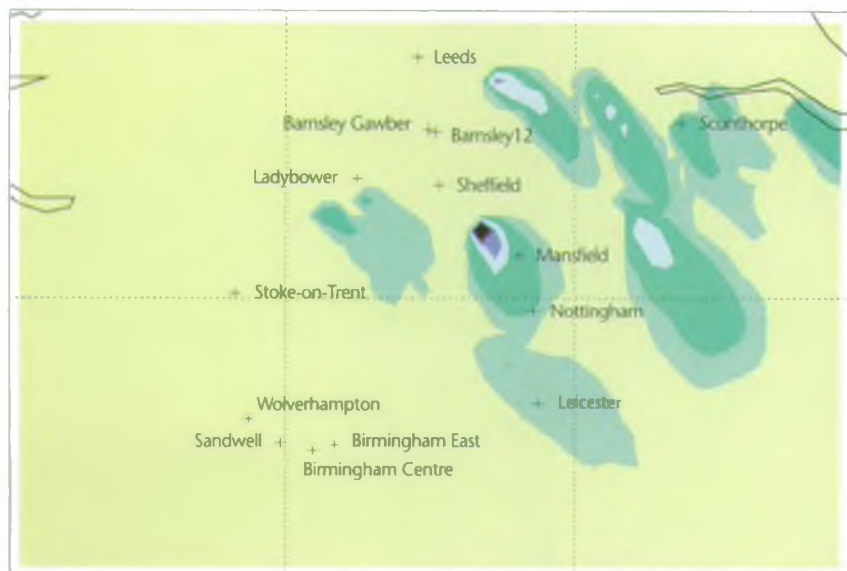 Leeds
Barnsley Gawber
Barnsley12
Scunthorpe
Ladybower
Sheffield
Mansfield
Stoke-on-Trent
Nottingham
Wolverhampton
Leicester
Sandwell
Birmingham East
Birmingham Centre